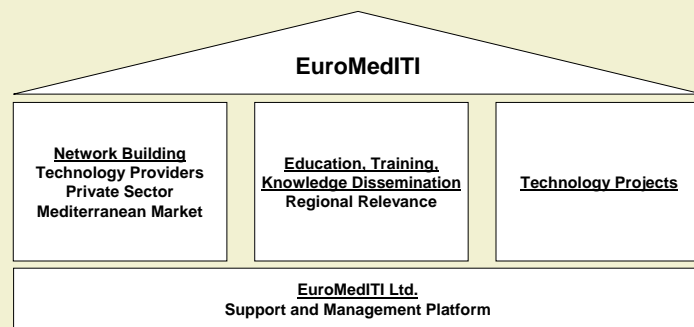 EuroMedITI
Network Building
Technology Providers
Private Sector
Mediterranean Market
Education, Training,
Knowledge Dissemination
Regional Relevance
Technology Projects
EuroMedITI Ltd.
Support and Management Platform